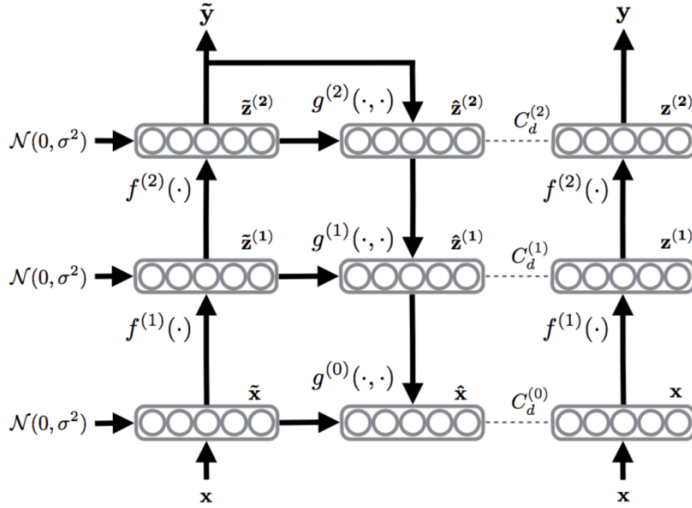 ỹ y
g⁽²⁾(·,·)
z̃⁽²⁾ ẑ⁽²⁾ C_d⁽²⁾ z⁽²⁾
𝒩(0, σ²)
f⁽²⁾(·) f⁽²⁾(·)
z̃⁽¹⁾ g⁽¹⁾(·,·) ẑ⁽¹⁾ C_d⁽¹⁾ z⁽¹⁾
𝒩(0, σ²)
f⁽¹⁾(·) f⁽¹⁾(·)
g⁽⁰⁾(·,·)
x̃ x̂ C_d⁽⁰⁾ x
𝒩(0, σ²)
x x